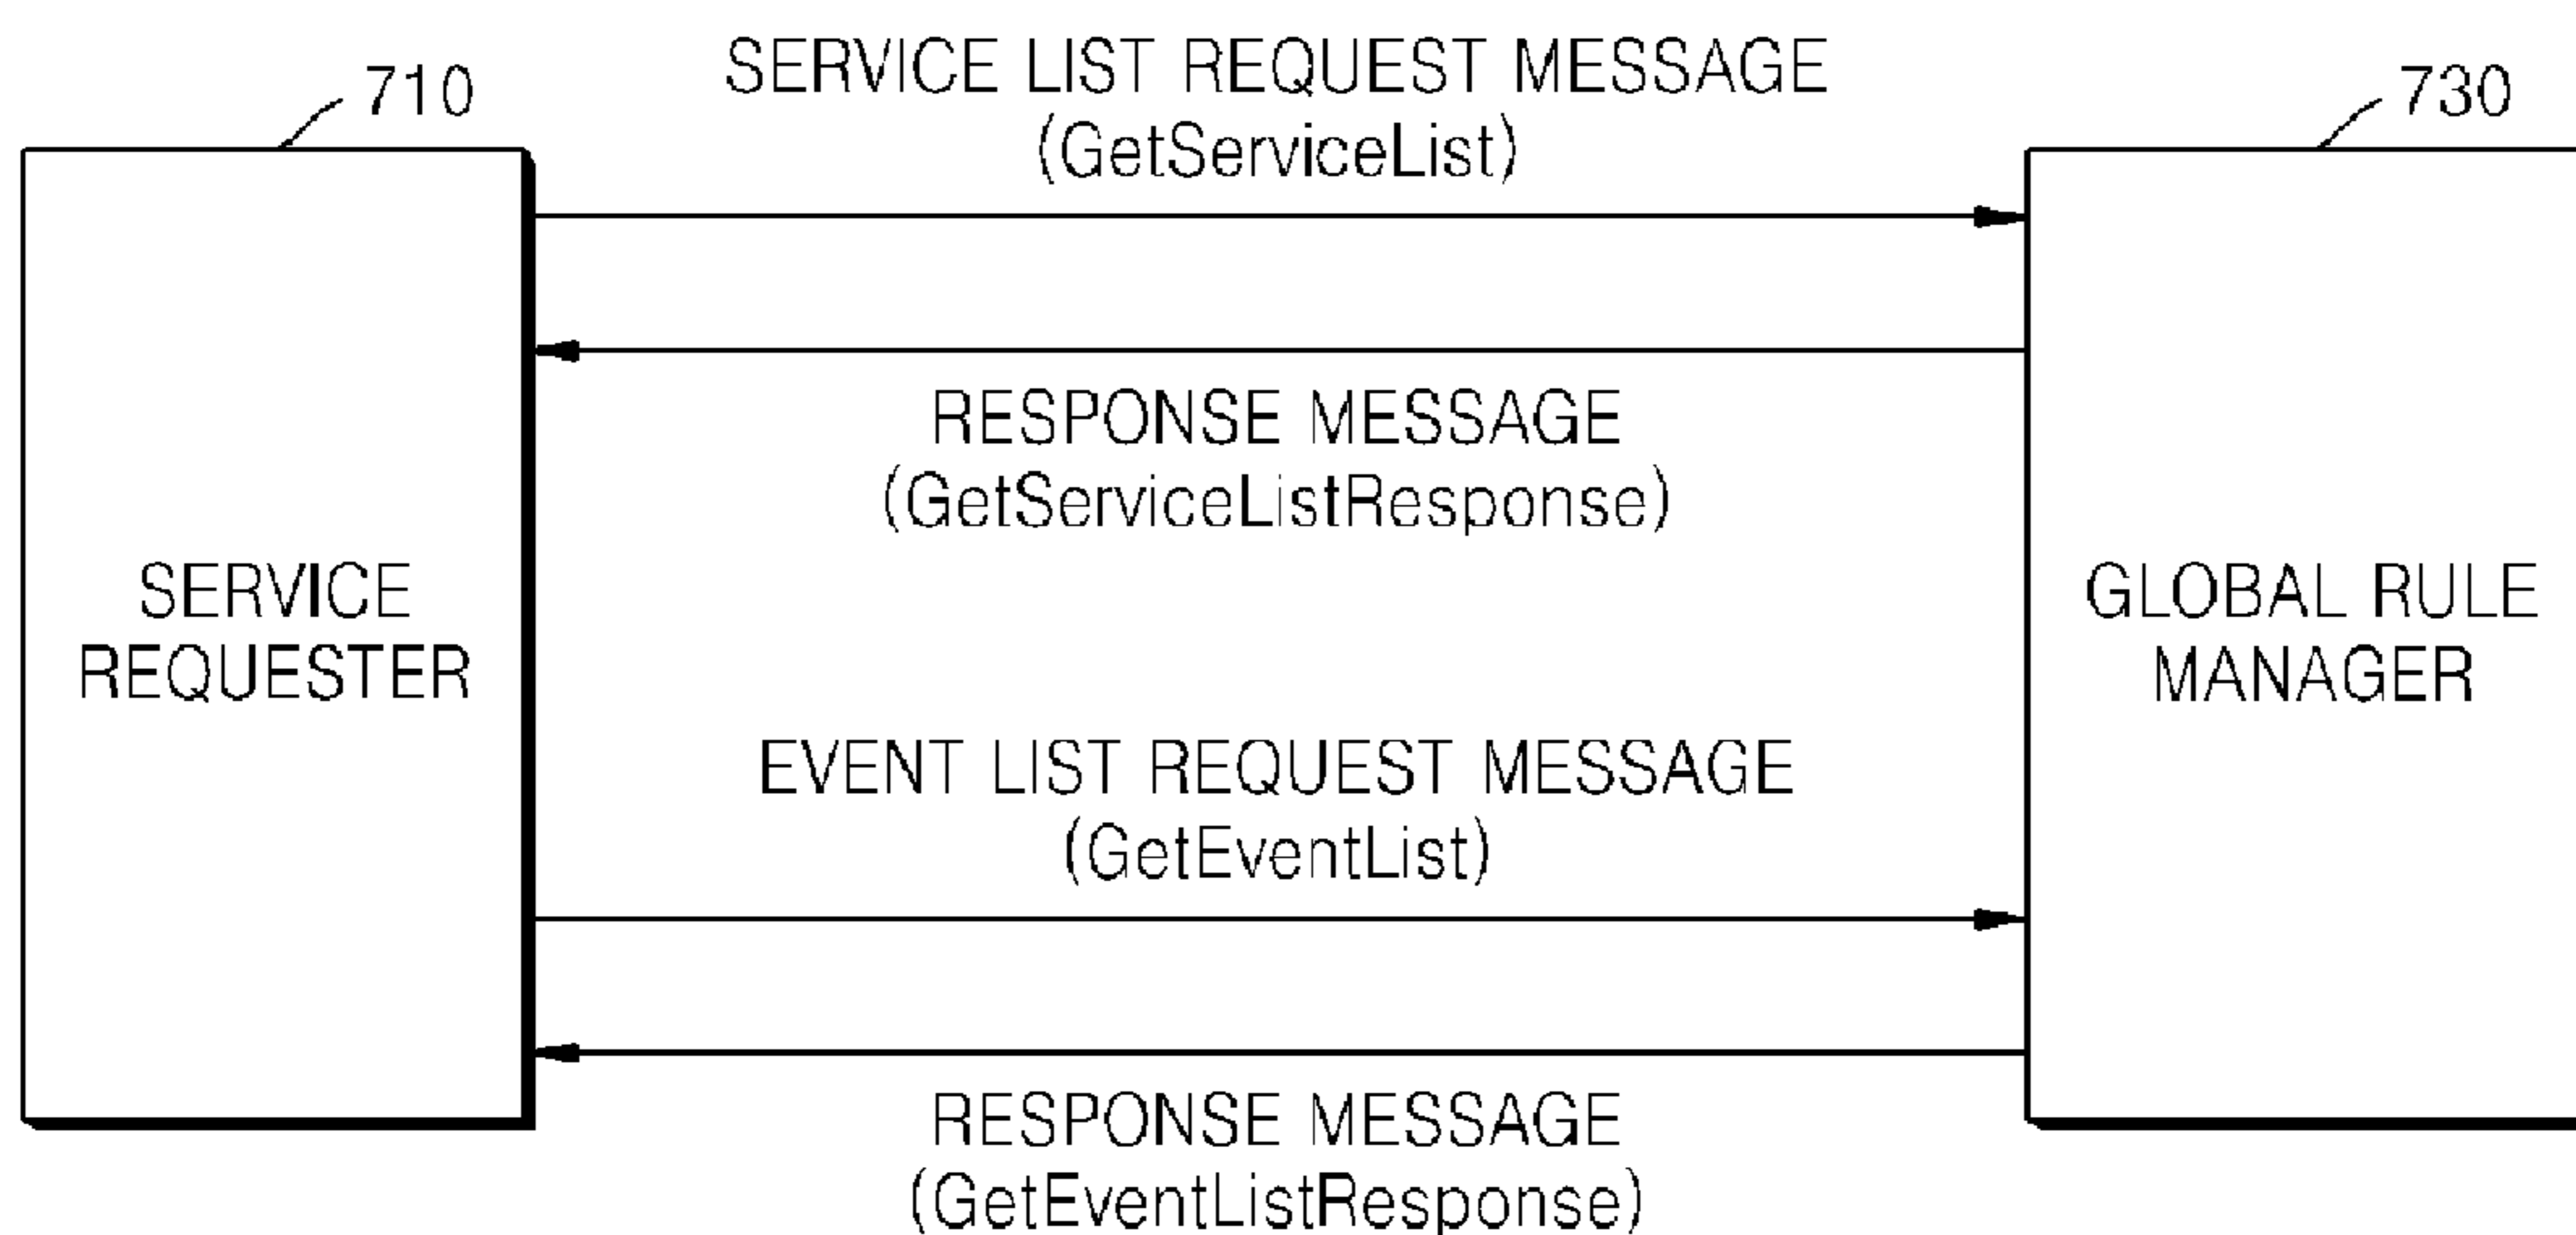 710
SERVICE LIST REQUEST MESSAGE
(GetServiceList)
730
RESPONSE MESSAGE
(GetServiceListResponse)
SERVICE
REQUESTER
GLOBAL RULE
MANAGER
EVENT LIST REQUEST MESSAGE
(GetEventList)
RESPONSE MESSAGE
(GetEventListResponse)